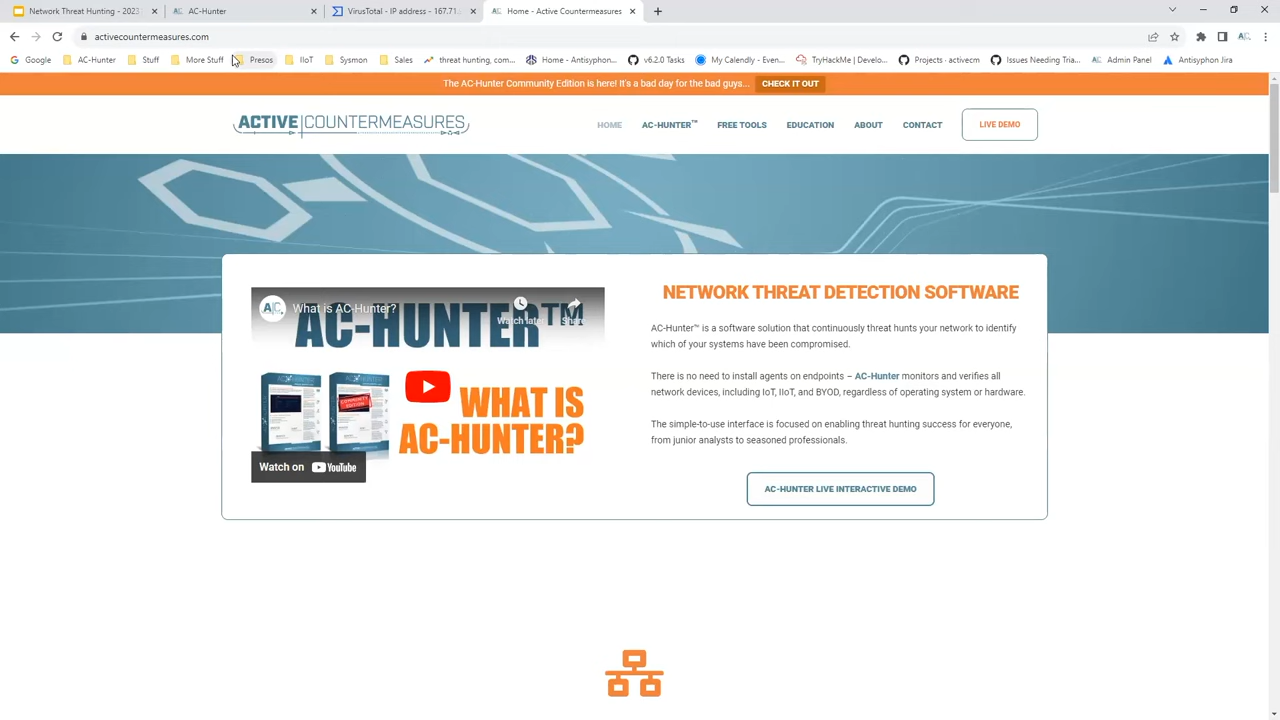 Network Threat Hunting - 2023
AC-Hunter
VirusTotal - IP address - 167.71.
Home - Active Countermeasures
activecountermeasures.com
Google
AC-Hunter
Stuff
More Stuff
Presos
IIoT
Sysmon
Sales
threat hunting, com...
Home - Antisyphon...
v6.2.0 Tasks
My Calendly - Even...
TryHackMe | Develo...
Projects · activecm
Issues Needing Tria...
Admin Panel
Antisyphon Jira
The AC-Hunter Community Edition is here! It's a bad day for the bad guys... CHECK IT OUT
ACTIVE COUNTERMEASURES
HOME
AC-HUNTER™
FREE TOOLS
EDUCATION
ABOUT
CONTACT
LIVE DEMO
What is AC-Hunter?
Watch later
Share
AC-HUNTER™
WHAT IS
AC-HUNTER?
Watch on YouTube
NETWORK THREAT DETECTION SOFTWARE
AC-Hunter™ is a software solution that continuously threat hunts your network to identify
which of your systems have been compromised.
There is no need to install agents on endpoints – AC-Hunter monitors and verifies all
network devices, including IoT, IIoT, and BYOD, regardless of operating system or hardware.
The simple-to-use interface is focused on enabling threat hunting success for everyone,
from junior analysts to seasoned professionals.
AC-HUNTER LIVE INTERACTIVE DEMO